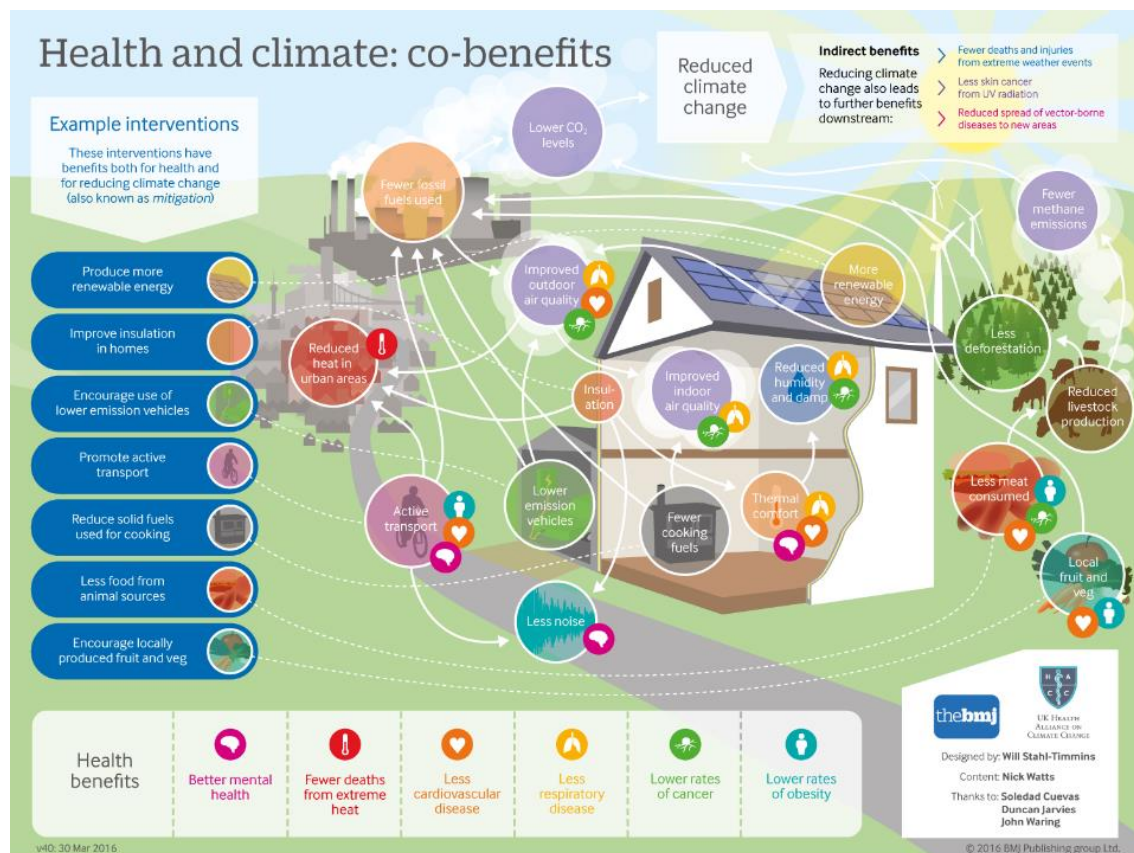 Health and climate: co-benefits
Reduced
climate
change
Indirect benefits
Reducing climate
change also leads
to further benefits
downstream:
Fewer deaths and injuries
from extreme weather events
Less skin cancer
from UV radiation
Reduced spread of vector-borne
diseases to new areas
Example interventions
These interventions have
benefits both for health and
for reducing climate change
(also known as mitigation)
Produce more
renewable energy
Improve insulation
in homes
Encourage use of
lower emission vehicles
Promote active
transport
Reduce solid fuels
used for cooking
Less food from
animal sources
Encourage locally
produced fruit and veg
Lower CO₂
levels
Fewer fossil
fuels used
Fewer
methane
emissions
Improved
outdoor
air quality
More
renewable
energy
Less
deforestation
Reduced
heat in
urban areas
Insul-
ation
Improved
indoor
air quality
Reduced
humidity
and damp
Reduced
livestock
production
Active
transport
Lower
emission
vehicles
Fewer
cooking
fuels
Thermal
comfort
Less meat
consumed
Local
fruit and
veg
Less noise
Health
benefits
Better mental
health
Fewer deaths
from extreme
heat
Less
cardiovascular
disease
Less
respiratory
disease
Lower rates
of cancer
Lower rates
of obesity
thebmj
H A
C C
UK Health
Alliance on
Climate Change
Designed by: Will Stahl-Timmins
Content: Nick Watts
Thanks to: Soledad Cuevas
Duncan Jarvies
John Waring
v40: 30 Mar 2016
© 2016 BMJ Publishing group Ltd.